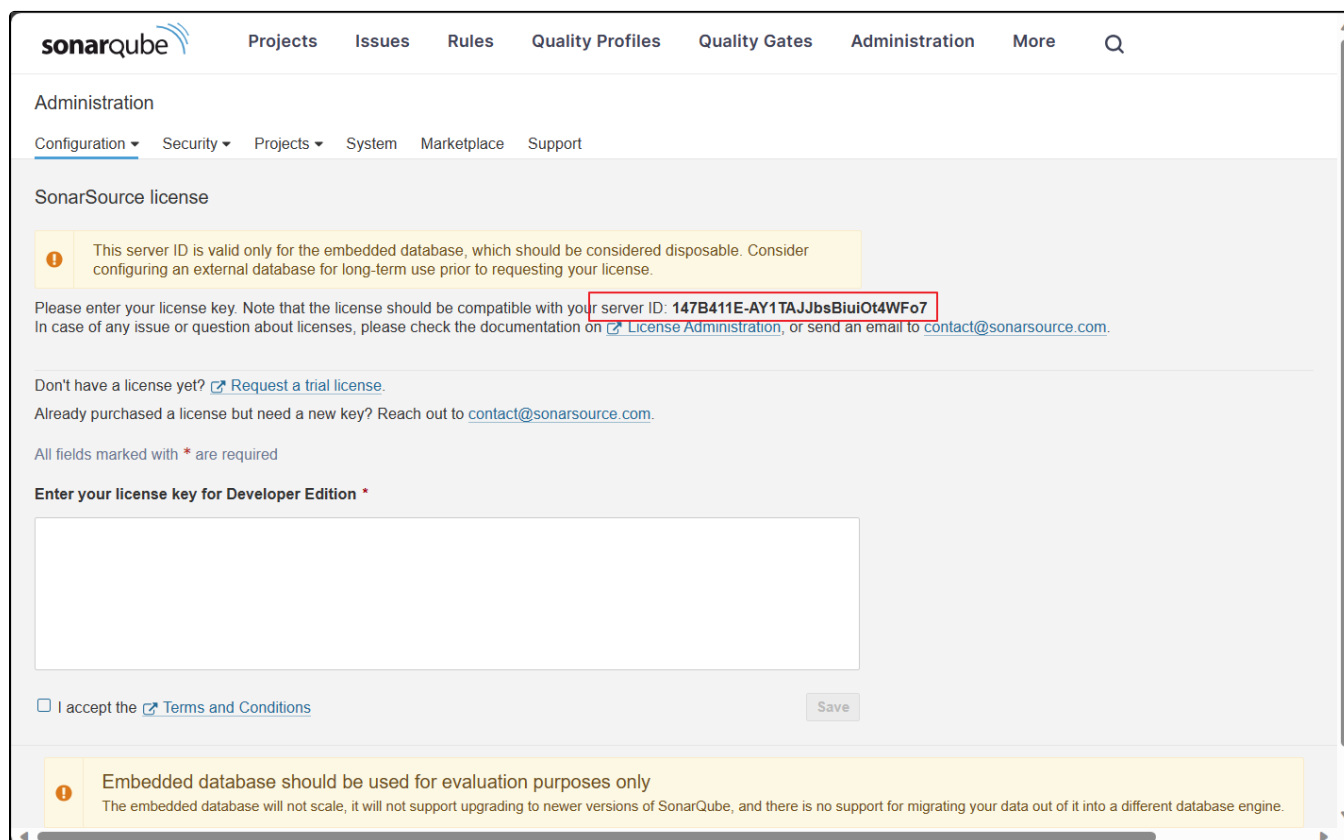 sonarqube Projects Issues Rules Quality Profiles Quality Gates Administration More
Administration
Configuration Security Projects System Marketplace Support
SonarSource license
This server ID is valid only for the embedded database, which should be considered disposable. Consider
configuring an external database for long-term use prior to requesting your license.
Please enter your license key. Note that the license should be compatible with your server ID: 147B411E-AY1TAJJbsBiuiOt4WFo7
In case of any issue or question about licenses, please check the documentation on License Administration, or send an email to contact@sonarsource.com.
Don't have a license yet? Request a trial license.
Already purchased a license but need a new key? Reach out to contact@sonarsource.com.
All fields marked with * are required
Enter your license key for Developer Edition *
I accept the Terms and Conditions Save
Embedded database should be used for evaluation purposes only
The embedded database will not scale, it will not support upgrading to newer versions of SonarQube, and there is no support for migrating your data out of it into a different database engine.